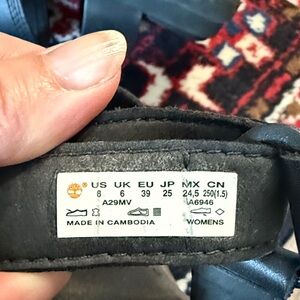 ® US UK EU JP MX CN
8 6 39 25 24,5 250(1.5)
A29MV A6946
MADE IN CAMBODIA WOMENS